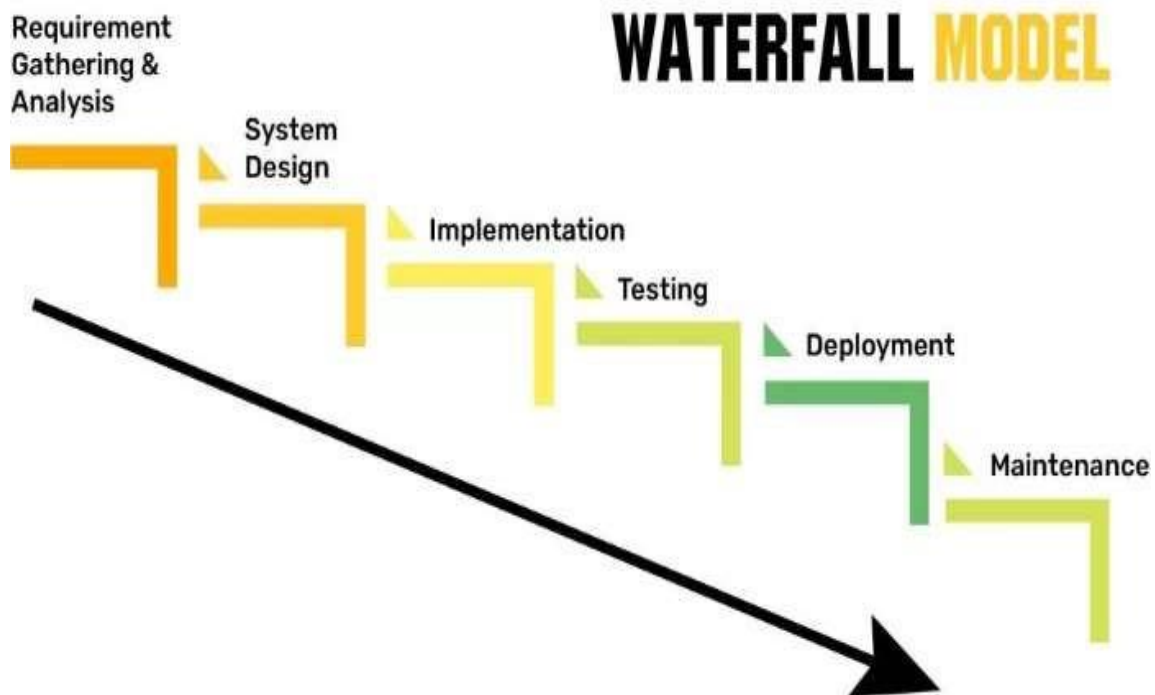 WATERFALL MODEL
Requirement
Gathering &
Analysis
System
Design
Implementation
Testing
Deployment
Maintenance